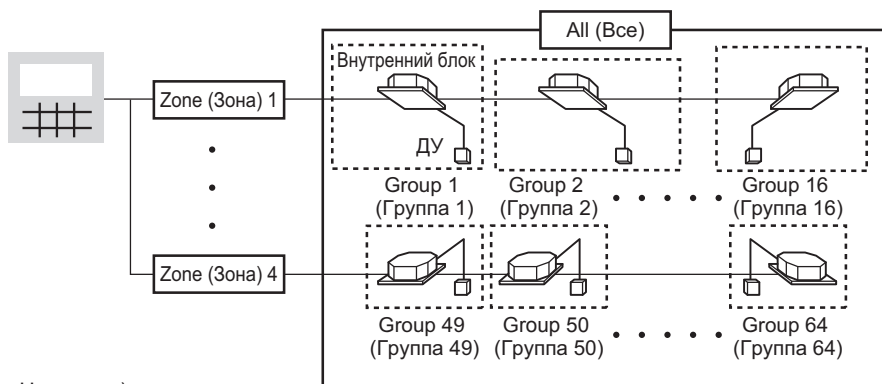 All (Все)
Внутренний блок
Zone (Зона) 1
ДУ
Group 1
(Группа 1)
Group 2
(Группа 2)
Group 16
(Группа 16)
Zone (Зона) 4
Group 49
(Группа 49)
Group 50
(Группа 50)
Group 64
(Группа 64)